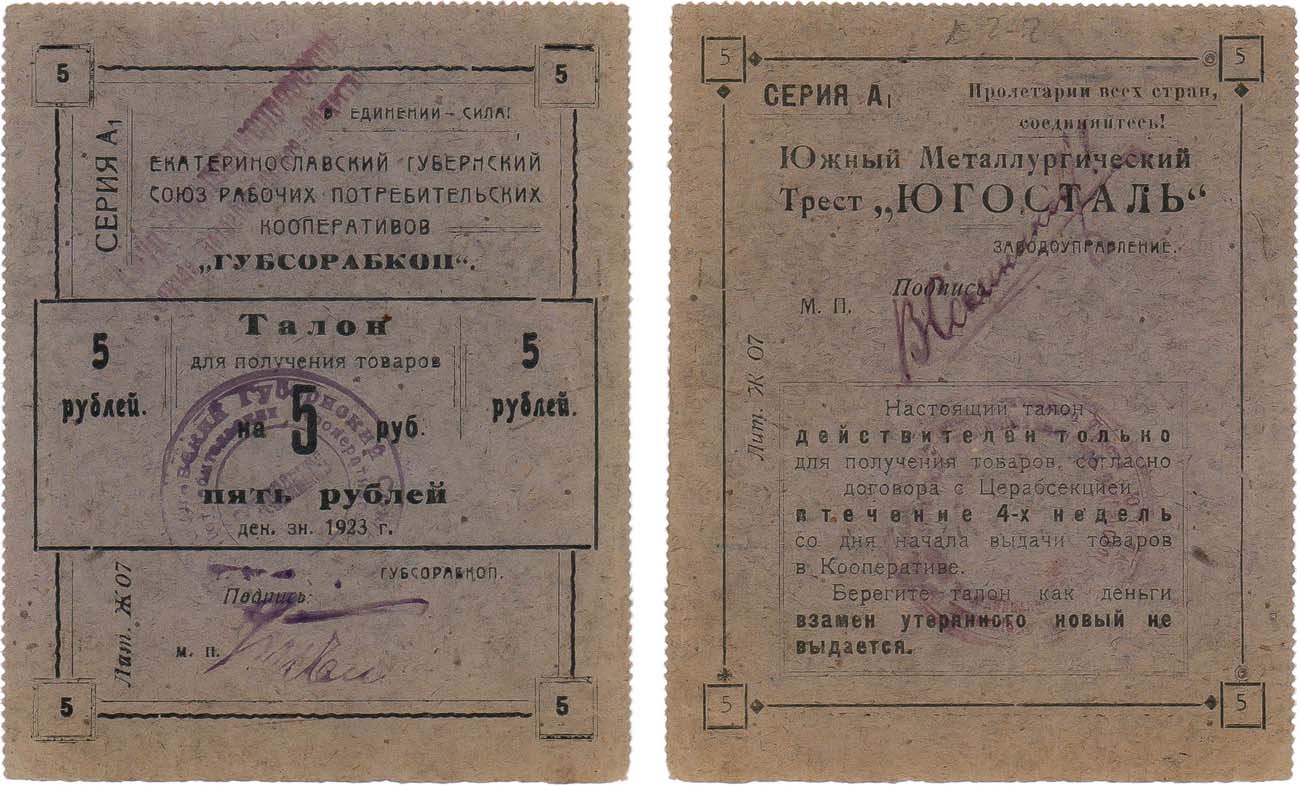 5
5
СЕРИЯ А1
В ЕДИНЕНИЙ – СИЛА!
ЕКАТЕРИНОСЛАВСКИЙ ГУБЕРНСКИЙ
СОЮЗ РАБОЧИХ ПОТРЕБИТЕЛЬСКИХ
КООПЕРАТИВОВ
„ГУБСОРАБКОП".
5
рублей.
Талон
для получения товаров
на 5 руб.
пять рублей
ден. зн. 1923 г.
5
рублей.
ГУБСОРАБКОП.
Подпись:
Лит. Ж 07
м. п.
5
5
5
5
СЕРИЯ А1
Пролетарии всех стран,
соединяйтесь!
Южный Металлургический
Трест „ЮГОСТАЛЬ"
ЗАВОДОУПРАВЛЕНИЕ.
Подпись
М. П.
Лит. Ж 07
Настоящий талон
действителен только
для получения товаров, согласно
договора с Церабсекцией
в течение 4-х недель
со дня начала выдачи товаров
в Кооперативе.
Берегите талон как деньги
взамен утерянного новый не
выдается.
5
5